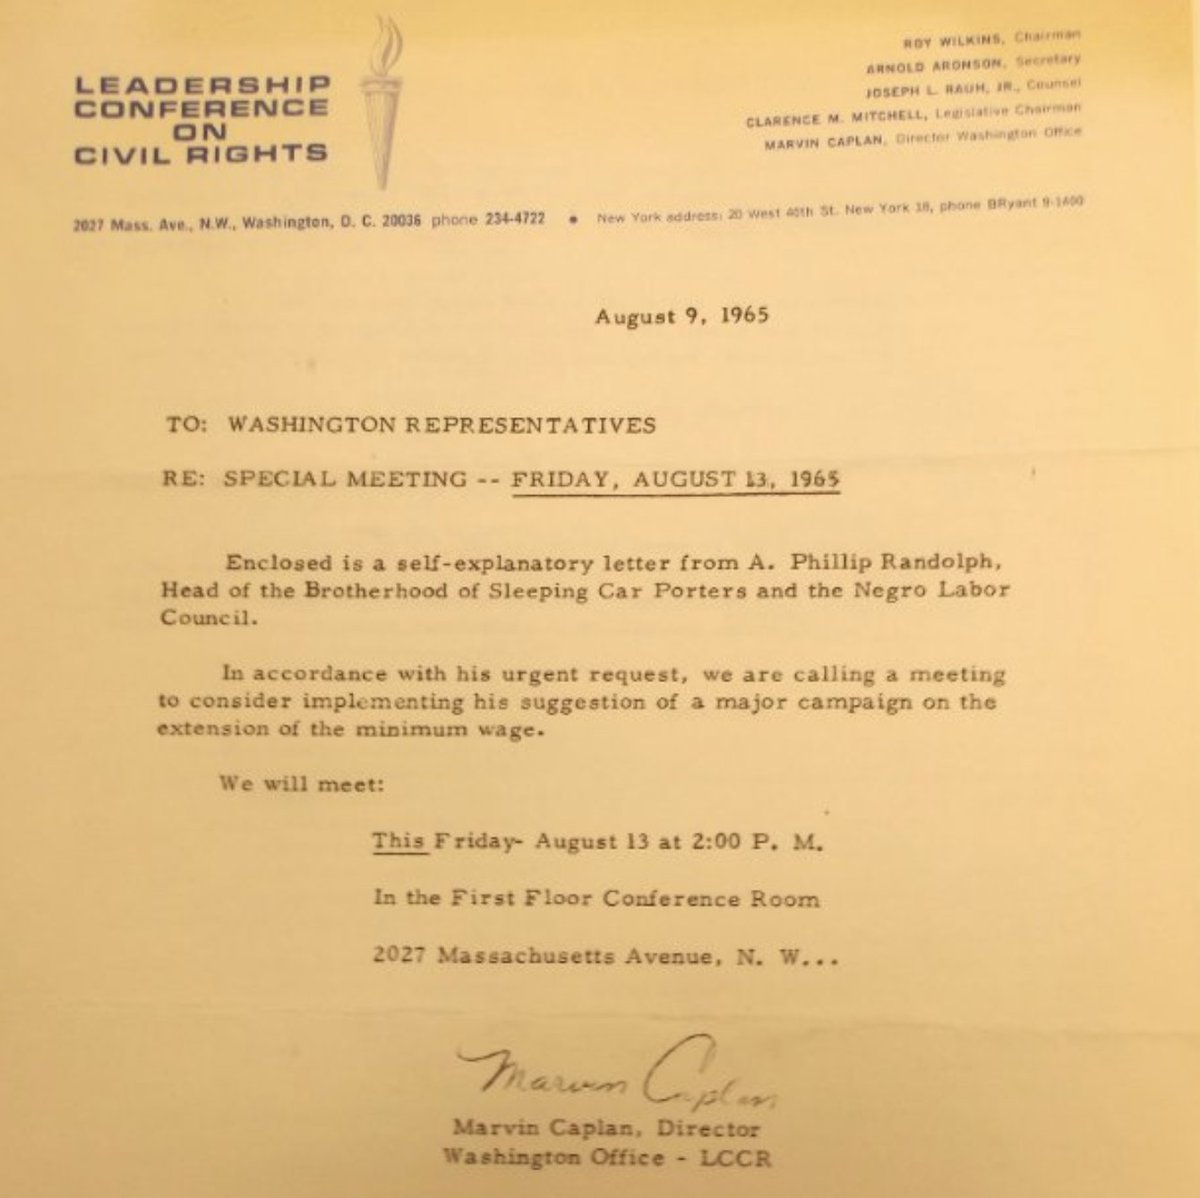 LEADERSHIP
CONFERENCE
ON
CIVIL RIGHTS
ROY WILKINS, Chairman
ARNOLD ARONSON, Secretary
JOSEPH L. RAUH, JR., Counsel
CLARENCE M. MITCHELL, Legislative Chairman
MARVIN CAPLAN, Director Washington Office
2027 Mass. Ave., N.W., Washington, D. C. 20036 phone 234-4722 • New York address: 20 West 40th St. New York 18, phone BRyant 9-1400
August 9, 1965
TO: WASHINGTON REPRESENTATIVES
RE: SPECIAL MEETING -- FRIDAY, AUGUST 13, 1965
Enclosed is a self-explanatory letter from A. Phillip Randolph,
Head of the Brotherhood of Sleeping Car Porters and the Negro Labor
Council.
In accordance with his urgent request, we are calling a meeting
to consider implementing his suggestion of a major campaign on the
extension of the minimum wage.
We will meet:
This Friday- August 13 at 2:00 P. M.
In the First Floor Conference Room
2027 Massachusetts Avenue, N. W...
Marvin Caplan
Marvin Caplan, Director
Washington Office - LCCR